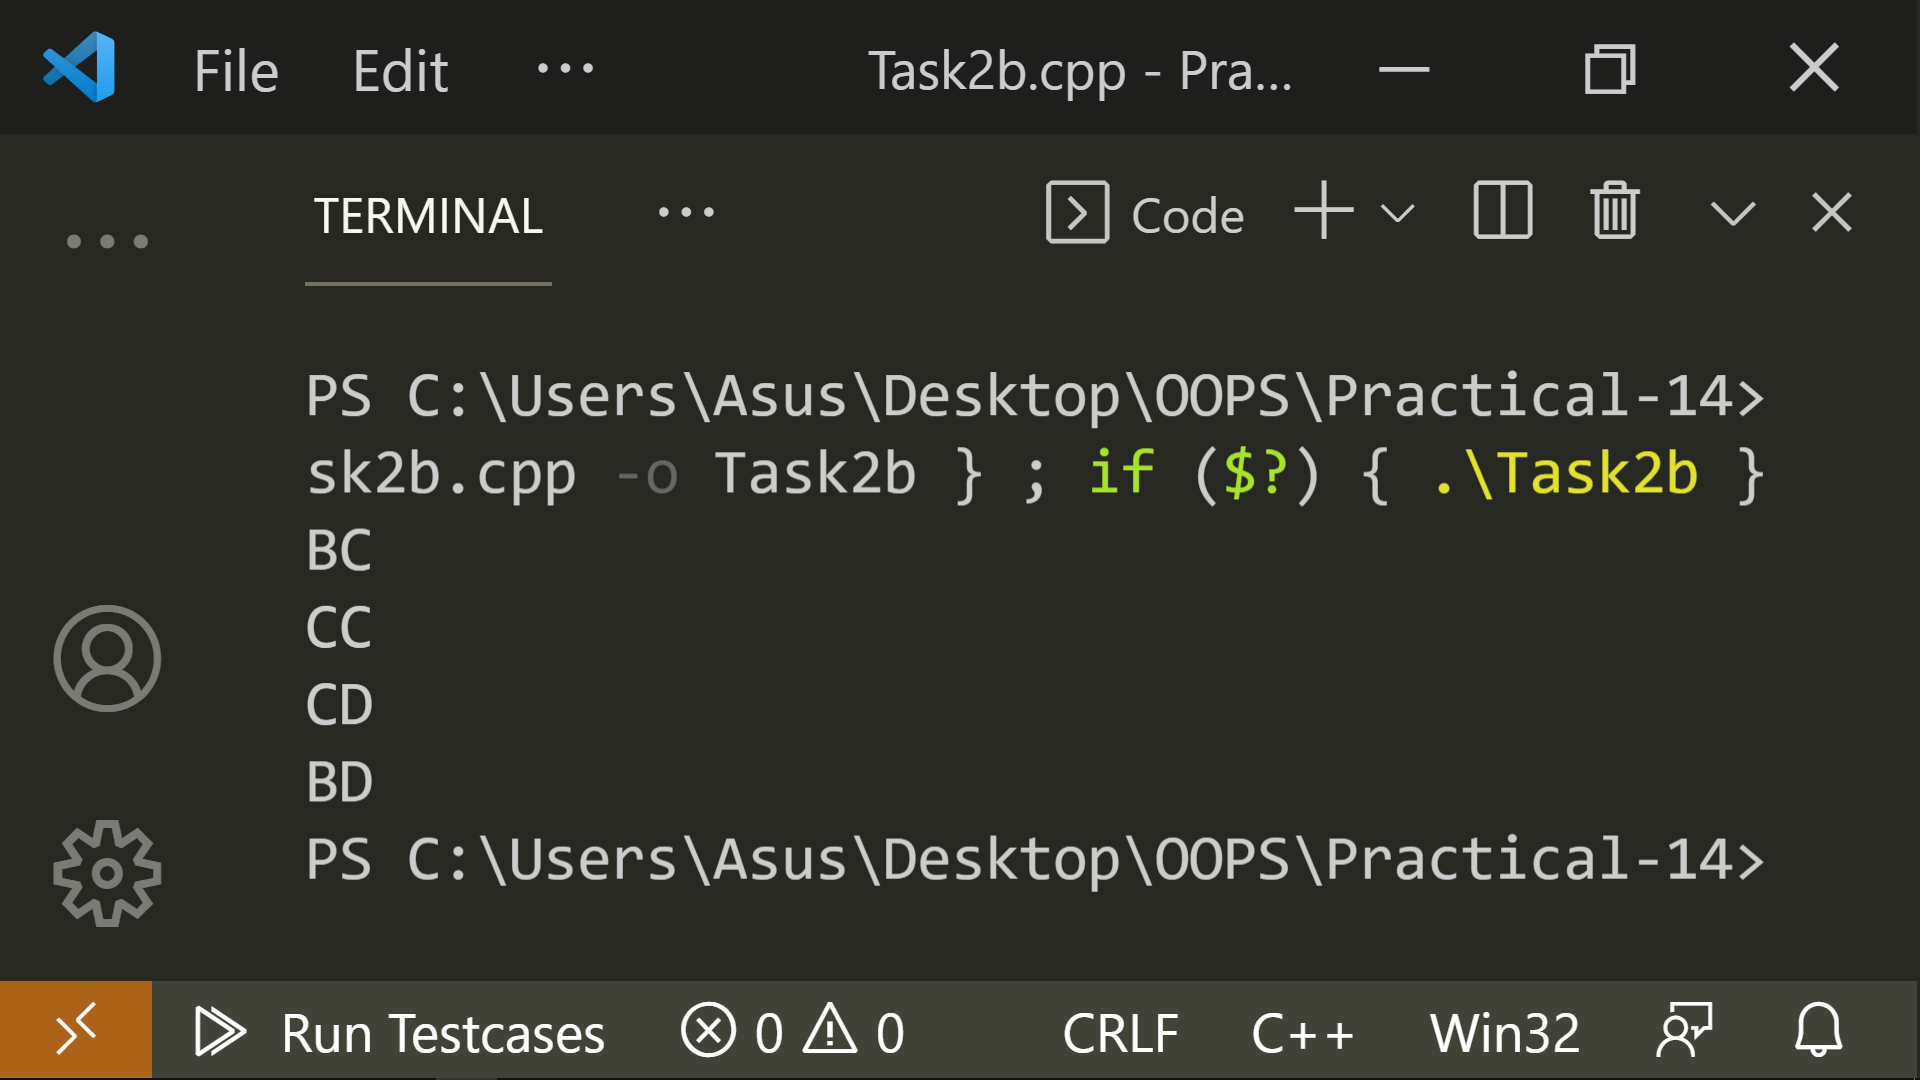 File Edit ··· Task2b.cpp - Pra...
TERMINAL ··· Code
PS C:\Users\Asus\Desktop\OOPS\Practical-14>
sk2b.cpp -o Task2b } ; if ($?) { .\Task2b }
BC
CC
CD
BD
PS C:\Users\Asus\Desktop\OOPS\Practical-14>
Run Testcases 0 0 CRLF C++ Win32